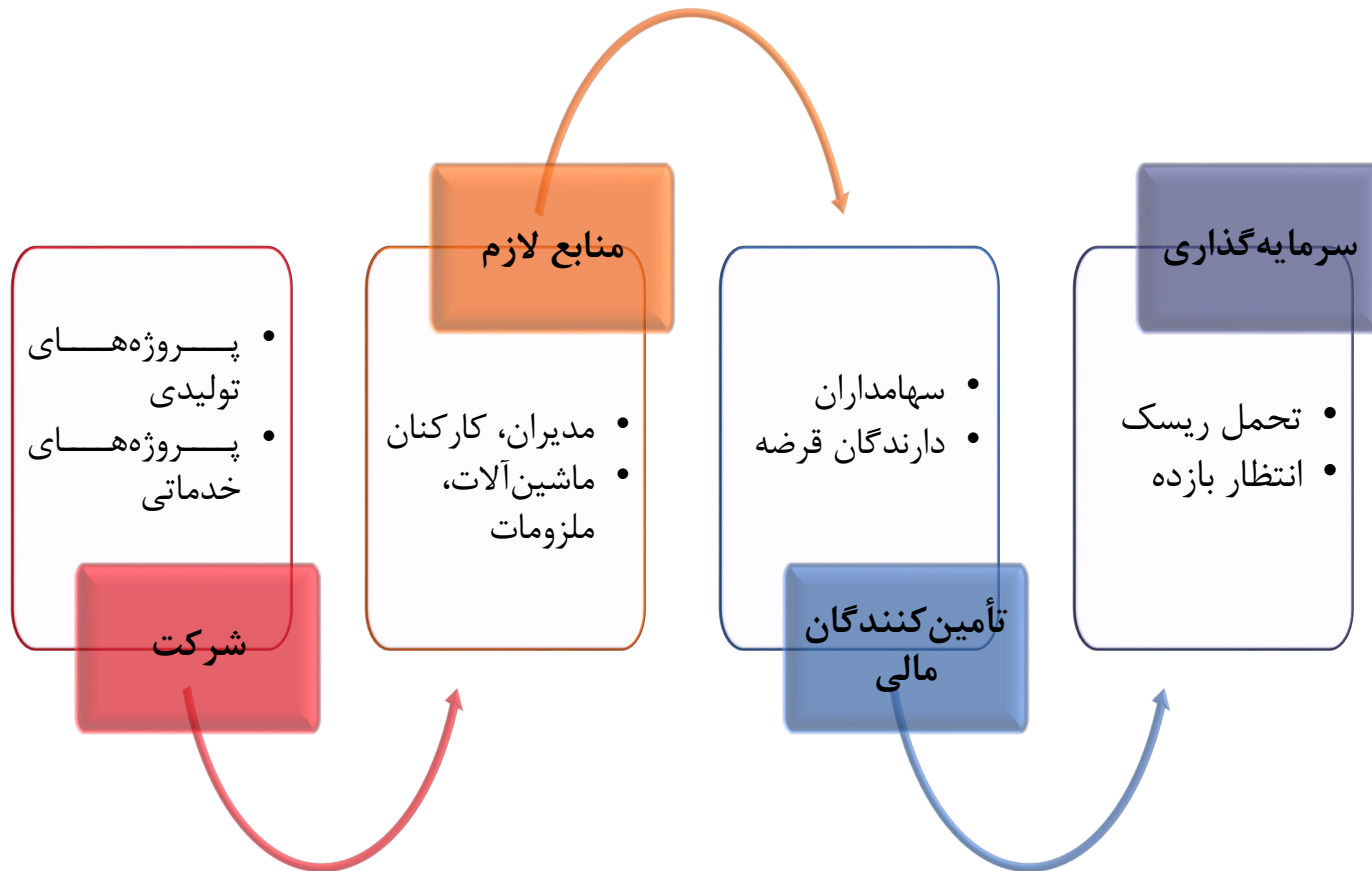 پروژه‌های
تولیدی
پروژه‌های
خدماتی
شرکت
منابع لازم
مدیران، کارکنان
ماشین‌آلات،
ملزومات
سهامداران
دارندگان قرضه
تأمین‌کنندگان
مالی
سرمایه‌گذاری
تحمل ریسک
انتظار بازده